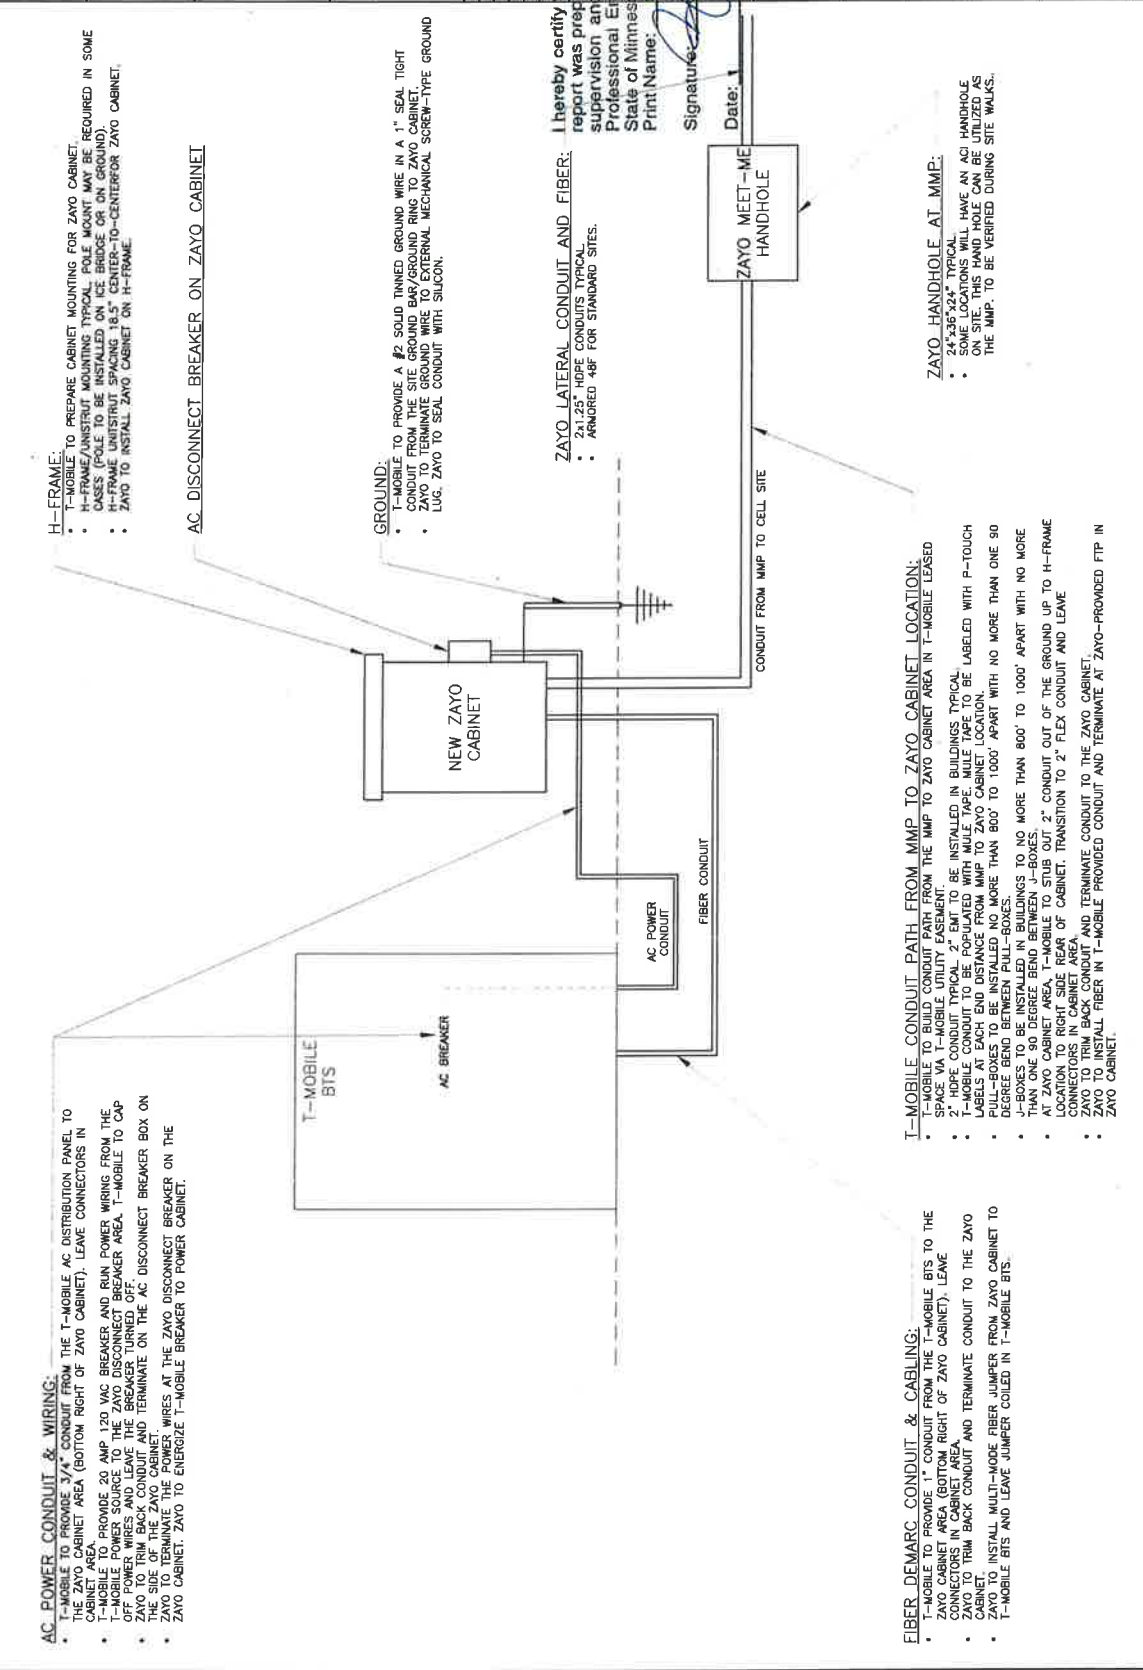 AC POWER CONDUIT & WIRING:
• T-MOBILE TO PROVIDE 3/4" CONDUIT FROM THE T-MOBILE AC DISTRIBUTION PANEL TO
THE ZAYO CABINET AREA (BOTTOM RIGHT OF ZAYO CABINET). LEAVE CONNECTORS IN
CABINET AREA.
• T-MOBILE TO PROVIDE 20 AMP 120 VAC BREAKER AND RUN POWER WIRING FROM THE
T-MOBILE POWER SOURCE TO THE ZAYO DISCONNECT BREAKER AREA. T-MOBILE TO CAP
OFF POWER WIRES AND LEAVE THE BREAKER TURNED OFF.
• ZAYO TO TRIM BACK CONDUIT AND TERMINATE ON THE AC DISCONNECT BREAKER BOX ON
THE SIDE OF THE ZAYO CABINET.
• ZAYO TO TERMINATE THE POWER WIRES AT THE ZAYO DISCONNECT BREAKER ON THE
ZAYO CABINET. ZAYO TO ENERGIZE T-MOBILE BREAKER TO POWER CABINET.
H-FRAME:
• T-MOBILE TO PREPARE CABINET MOUNTING FOR ZAYO CABINET.
• H-FRAME/UNISTRUT MOUNTING TYPICAL. POLE MOUNT MAY BE REQUIRED IN SOME
CASES (POLE TO BE INSTALLED ON ICE BRIDGE OR ON GROUND).
• H-FRAME UNITSTRUT SPACING 18.5" CENTER-TO-CENTERFOR ZAYO CABINET.
• ZAYO TO INSTALL ZAYO CABINET ON H-FRAME.
AC DISCONNECT BREAKER ON ZAYO CABINET
GROUND:
• T-MOBILE TO PROVIDE A #2 SOLID TINNED GROUND WIRE IN A 1" SEAL TIGHT
CONDUIT FROM THE SITE GROUND BAR/GROUND RING TO ZAYO CABINET.
• ZAYO TO TERMINATE GROUND WIRE TO EXTERNAL MECHANICAL SCREW-TYPE GROUND
LUG. ZAYO TO SEAL CONDUIT WITH SILICON.
T-MOBILE
BTS
AC BREAKER
NEW ZAYO
CABINET
AC POWER
CONDUIT
FIBER CONDUIT
CONDUIT FROM MMP TO CELL SITE
ZAYO LATERAL CONDUIT AND FIBER:
• 2x1.25" HDPE CONDUITS TYPICAL.
• ARMORED 48F FOR STANDARD SITES.
I hereby certify
report was prep
supervision and
Professional En
State of Minnes
Print Name:
Signature:
Date:
ZAYO MEET-ME
HANDHOLE
ZAYO HANDHOLE AT MMP:
• 24"x36"x24" TYPICAL
• SOME LOCATIONS WILL HAVE AN ACI HANDHOLE
ON SITE. THIS HAND HOLE CAN BE UTILIZED AS
THE MMP. TO BE VERIFIED DURING SITE WALKS.
FIBER DEMARC CONDUIT & CABLING:
• T-MOBILE TO PROVIDE 1" CONDUIT FROM THE T-MOBILE BTS TO THE
ZAYO CABINET AREA (BOTTOM RIGHT OF ZAYO CABINET). LEAVE
CONNECTORS IN CABINET AREA.
• ZAYO TO TRIM BACK CONDUIT AND TERMINATE CONDUIT TO THE ZAYO
CABINET.
• ZAYO TO INSTALL MULTI-MODE FIBER JUMPER FROM ZAYO CABINET TO
T-MOBILE BTS AND LEAVE JUMPER COILED IN T-MOBILE BTS.
T-MOBILE CONDUIT PATH FROM MMP TO ZAYO CABINET LOCATION:
• T-MOBILE TO BUILD CONDUIT PATH FROM THE MMP TO ZAYO CABINET AREA IN T-MOBILE LEASED
SPACE VIA T-MOBILE UTILITY EASEMENT.
• 2" HDPE CONDUIT TYPICAL. 2" EMT TO BE INSTALLED IN BUILDINGS TYPICAL.
• T-MOBILE CONDUIT TO BE POPULATED WITH MULE TAPE. MULE TAPE TO BE LABELED WITH P-TOUCH
LABELS AT EACH END DISTANCE FROM MMP TO ZAYO CABINET LOCATION.
• PULL-BOXES TO BE INSTALLED NO MORE THAN 800' TO 1000' APART WITH NO MORE THAN ONE 90
DEGREE BEND BETWEEN PULL-BOXES.
• J-BOXES TO BE INSTALLED IN BUILDINGS TO NO MORE THAN 800' TO 1000' APART WITH NO MORE
THAN ONE 90 DEGREE BEND BETWEEN J-BOXES.
• AT ZAYO CABINET AREA, T-MOBILE TO STUB OUT 2" CONDUIT OUT OF THE GROUND UP TO H-FRAME
LOCATION TO RIGHT SIDE REAR OF CABINET. TRANSITION TO 2" FLEX CONDUIT AND LEAVE
CONNECTORS IN CABINET AREA.
• ZAYO TO TRIM BACK CONDUIT AND TERMINATE CONDUIT TO THE ZAYO CABINET.
• ZAYO TO INSTALL FIBER IN T-MOBILE PROVIDED CONDUIT AND TERMINATE AT ZAYO-PROVIDED FTP IN
ZAYO CABINET.